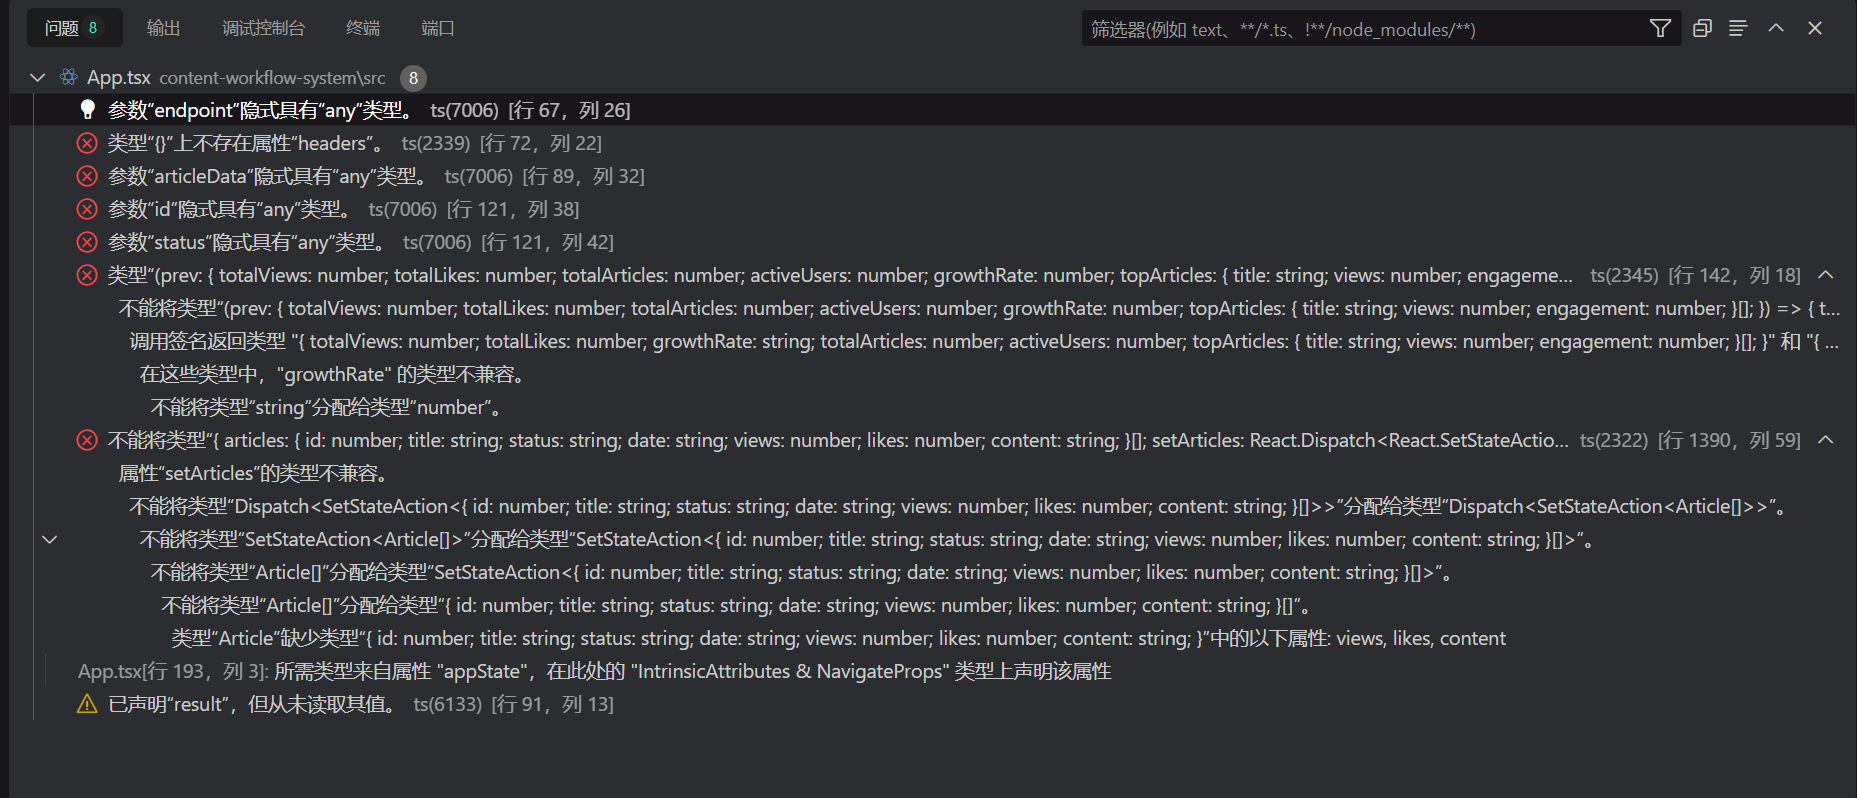 问题 8 输出 调试控制台 终端 端口 筛选器(例如 text、**/*.ts、!**/node_modules/**)
App.tsx content-workflow-system\src 8
参数“endpoint”隐式具有“any”类型。 ts(7006) [行 67，列 26]
类型“{}”上不存在属性“headers”。 ts(2339) [行 72，列 22]
参数“articleData”隐式具有“any”类型。 ts(7006) [行 89，列 32]
参数“id”隐式具有“any”类型。 ts(7006) [行 121，列 38]
参数“status”隐式具有“any”类型。 ts(7006) [行 121，列 42]
类型“(prev: { totalViews: number; totalLikes: number; totalArticles: number; activeUsers: number; growthRate: number; topArticles: { title: string; views: number; engageme... ts(2345) [行 142，列 18]
不能将类型“(prev: { totalViews: number; totalLikes: number; totalArticles: number; activeUsers: number; growthRate: number; topArticles: { title: string; views: number; engagement: number; }[]; }) => { t...
调用签名返回类型 "{ totalViews: number; totalLikes: number; growthRate: string; totalArticles: number; activeUsers: number; topArticles: { title: string; views: number; engagement: number; }[]; }" 和 "{ ...
在这些类型中，"growthRate" 的类型不兼容。
不能将类型“string”分配给类型“number”。
不能将类型“{ articles: { id: number; title: string; status: string; date: string; views: number; likes: number; content: string; }[]; setArticles: React.Dispatch<React.SetStateActio... ts(2322) [行 1390，列 59]
属性“setArticles”的类型不兼容。
不能将类型“Dispatch<SetStateAction<{ id: number; title: string; status: string; date: string; views: number; likes: number; content: string; }[]>>”分配给类型“Dispatch<SetStateAction<Article[]>>”。
不能将类型“SetStateAction<Article[]>”分配给类型“SetStateAction<{ id: number; title: string; status: string; date: string; views: number; likes: number; content: string; }[]>”。
不能将类型“Article[]”分配给类型“SetStateAction<{ id: number; title: string; status: string; date: string; views: number; likes: number; content: string; }[]>”。
不能将类型“Article[]”分配给类型“{ id: number; title: string; status: string; date: string; views: number; likes: number; content: string; }[]”。
类型“Article”缺少类型“{ id: number; title: string; status: string; date: string; views: number; likes: number; content: string; }”中的以下属性: views, likes, content
App.tsx[行 193，列 3]: 所需类型来自属性 "appState"，在此处的 "IntrinsicAttributes & NavigateProps" 类型上声明该属性
已声明“result”，但从未读取其值。 ts(6133) [行 91，列 13]